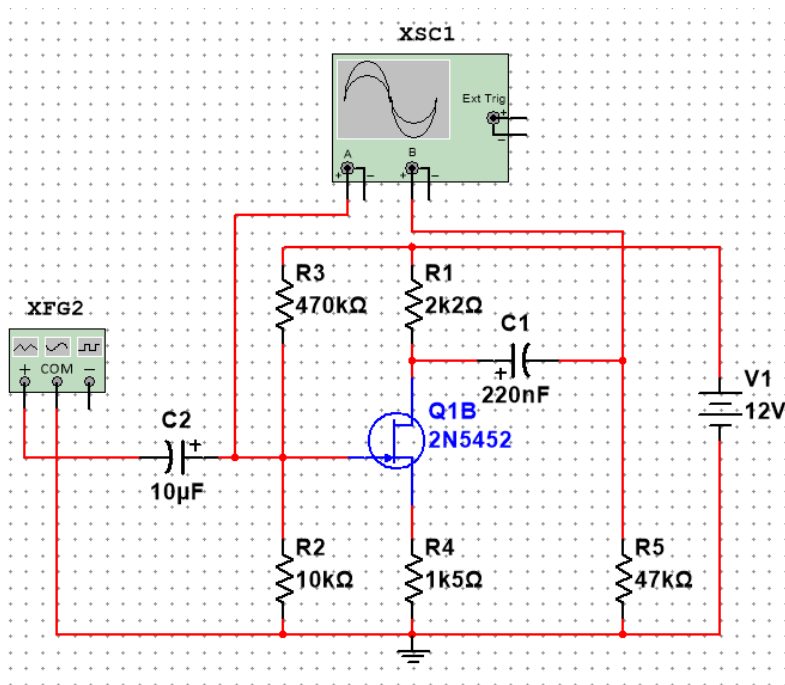 XSC1
Ext Trig
+
−
A
B
+ −
+ −
R3
470kΩ
R1
2k2Ω
XFG2
+ COM −
C1
+
220nF
V1
12V
C2
+
10µF
Q1B
2N5452
R2
10kΩ
R4
1k5Ω
R5
47kΩ